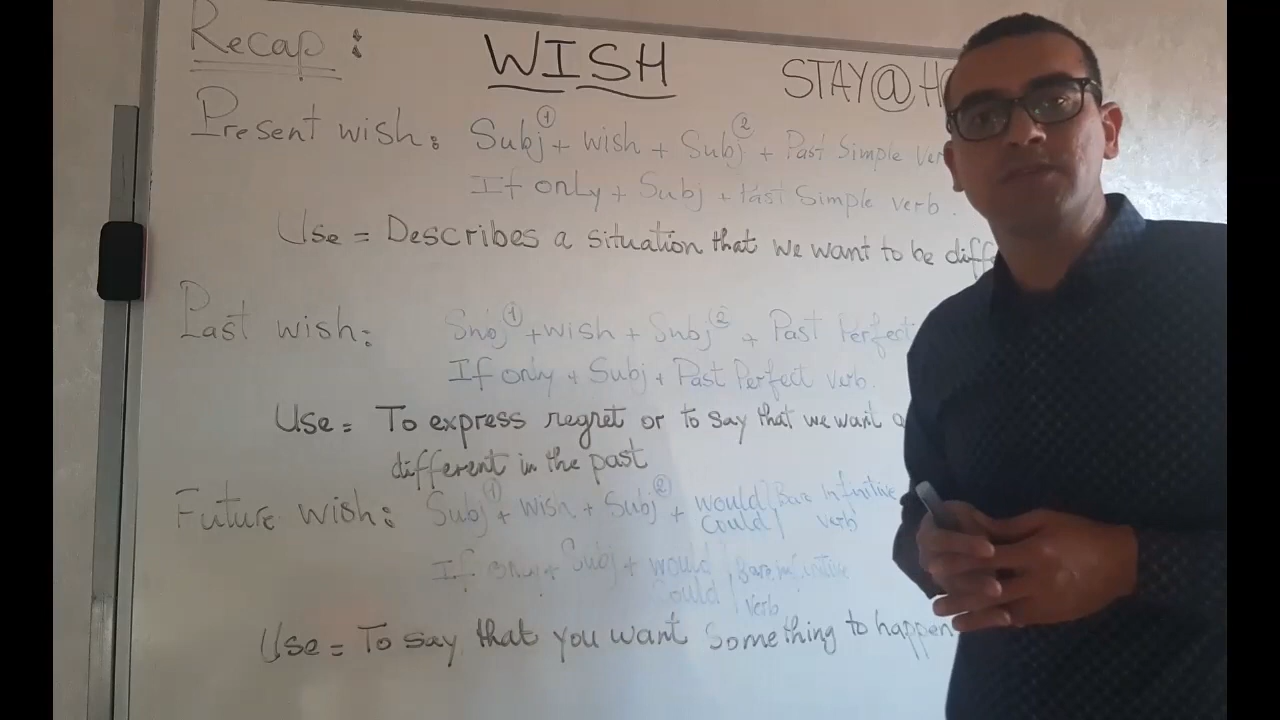 Recap: WISH STAY@H
Present wish: Subj① + wish + Subj② + Past Simple Ver
If only + Subj + Past Simple verb.
Use = Describes a situation that we want to be diff
Past wish: Subj① + wish + Subj② + Past Perfect
If only + Subj + Past Perfect verb.
Use = To express regret or to say that we want
different in the past
Future wish: Subj① + wish + Subj② + would/could Bare infinitive verb
If only + Subj + would/could Bare infinitive verb
Use = To say that you want something to happen